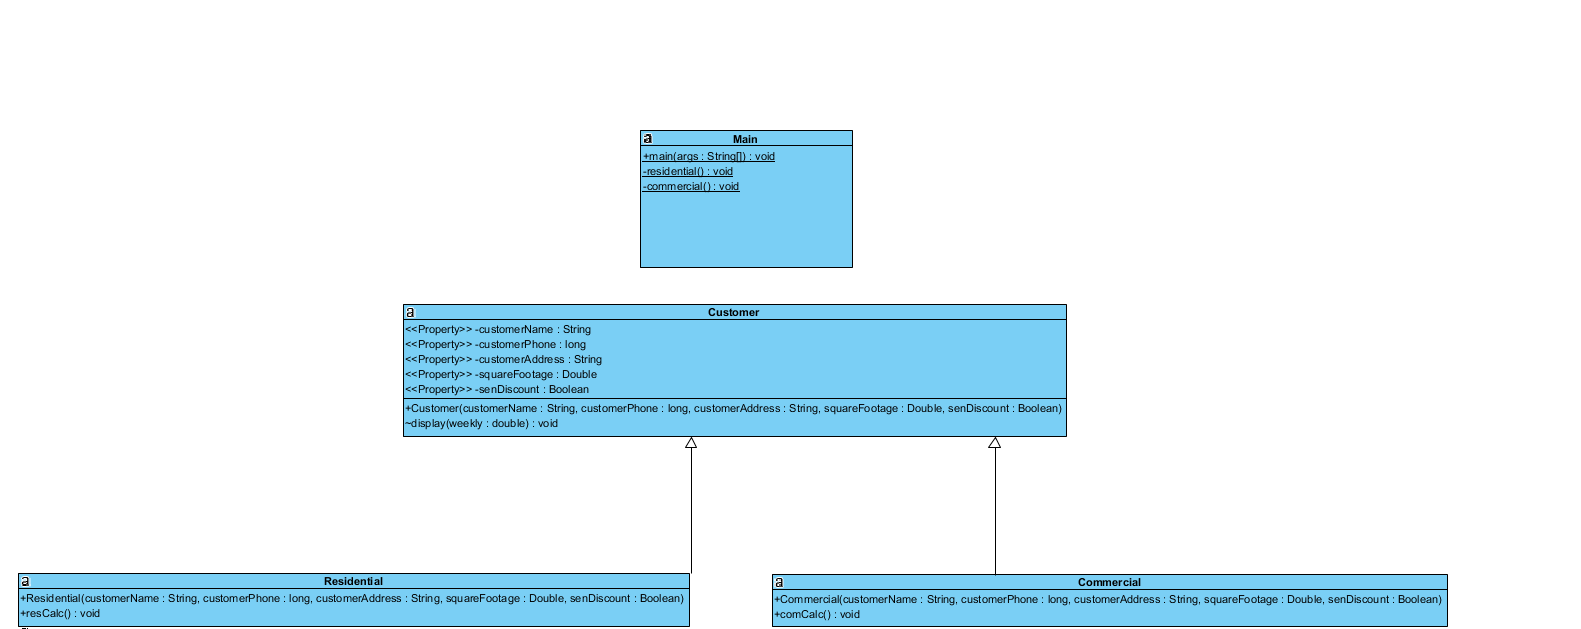 a Main
+main(args : String[]) : void
-residential() : void
-commercial() : void
a Customer
<<Property>> -customerName : String
<<Property>> -customerPhone : long
<<Property>> -customerAddress : String
<<Property>> -squareFootage : Double
<<Property>> -senDiscount : Boolean
+Customer(customerName : String, customerPhone : long, customerAddress : String, squareFootage : Double, senDiscount : Boolean)
~display(weekly : double) : void
a Residential
+Residential(customerName : String, customerPhone : long, customerAddress : String, squareFootage : Double, senDiscount : Boolean)
+resCalc() : void
a Commercial
+Commercial(customerName : String, customerPhone : long, customerAddress : String, squareFootage : Double, senDiscount : Boolean)
+comCalc() : void